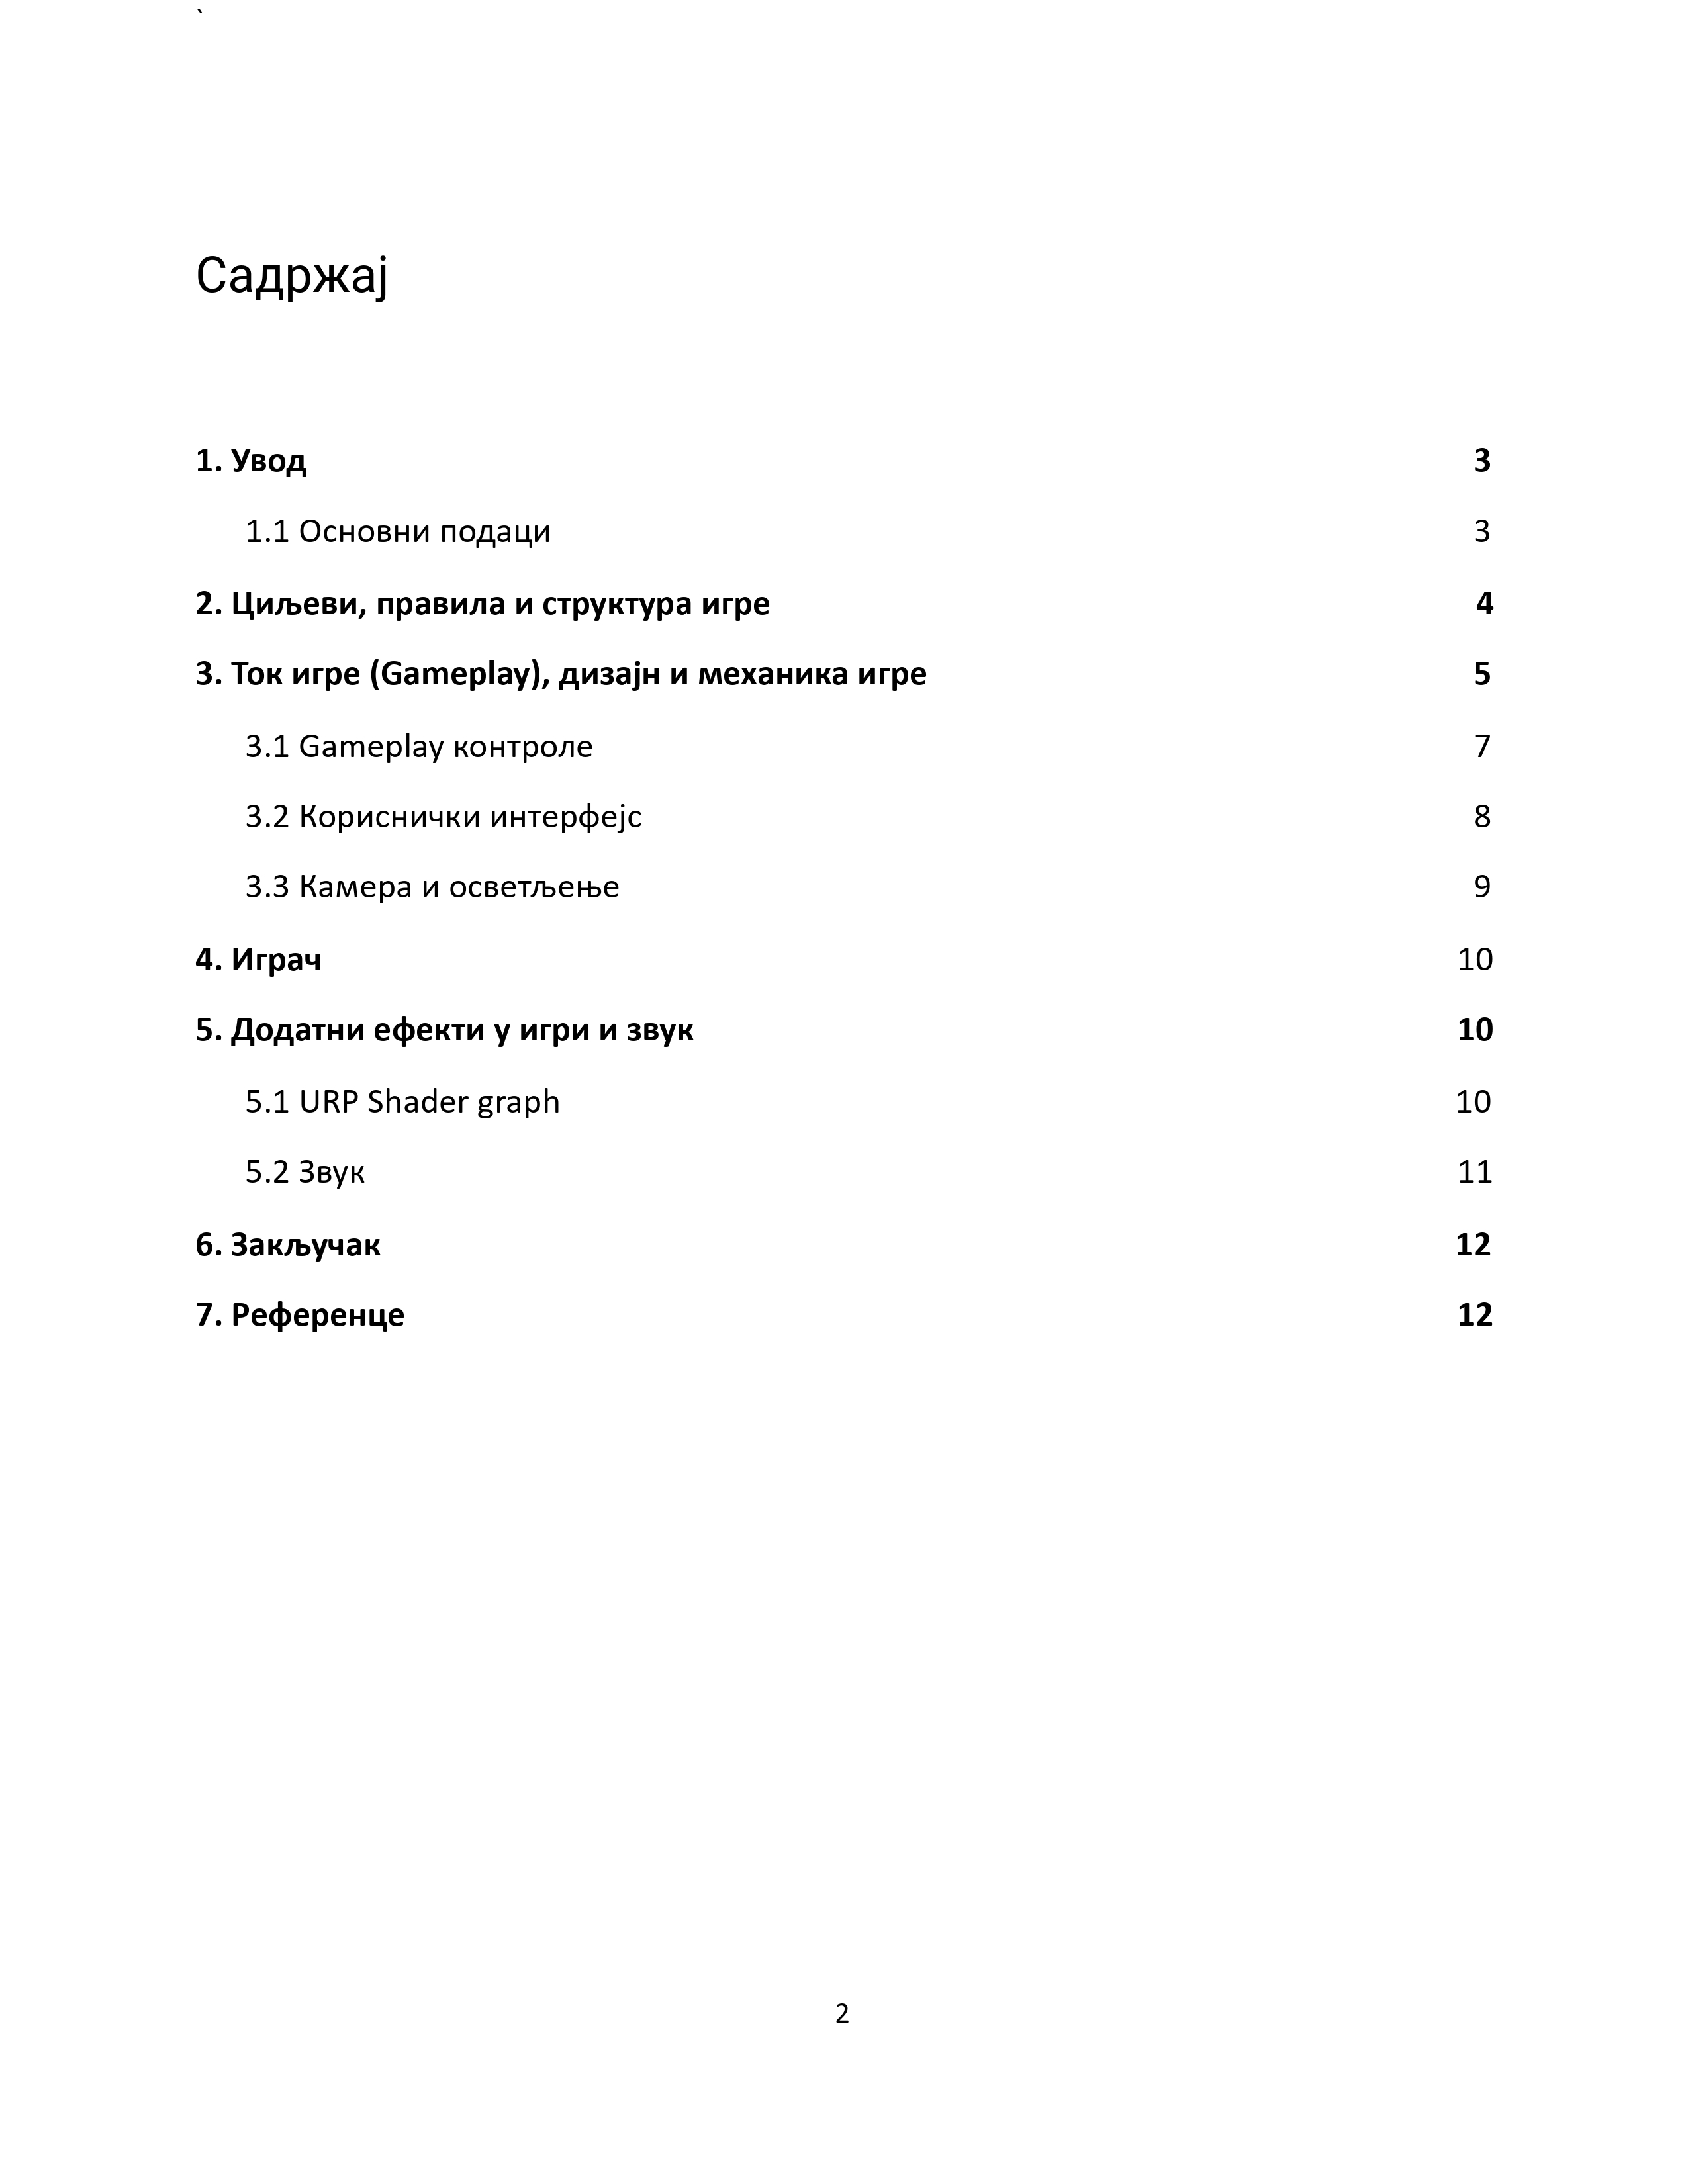 `
Садржај
1. Увод 3
1.1 Основни подаци 3
2. Циљеви, правила и структура игре 4
3. Ток игре (Gameplay), дизајн и механика игре 5
3.1 Gameplay контроле 7
3.2 Кориснички интерфејс 8
3.3 Камера и осветљење 9
4. Играч 10
5. Додатни ефекти у игри и звук 10
5.1 URP Shader graph 10
5.2 Звук 11
6. Закључак 12
7. Референце 12
2